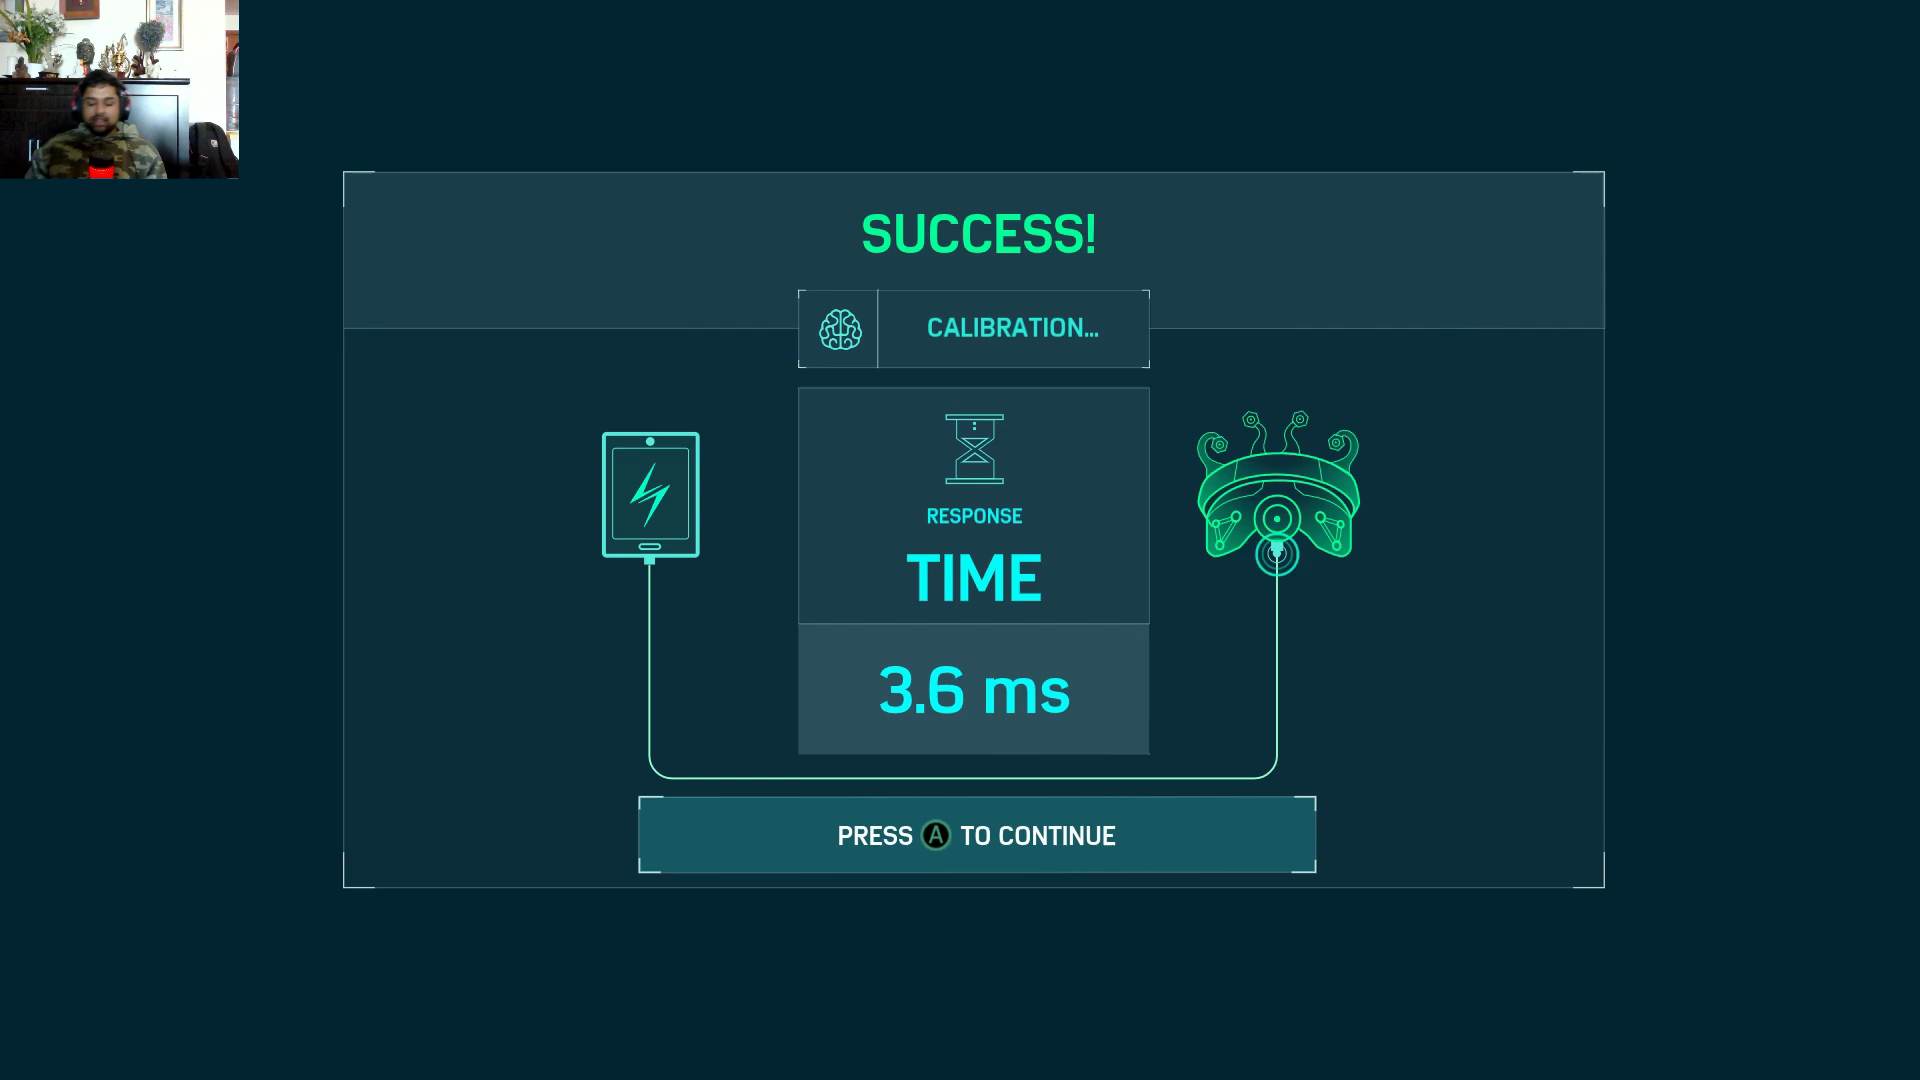 SUCCESS!
CALIBRATION...
RESPONSE
TIME
3.6 ms
PRESS A TO CONTINUE